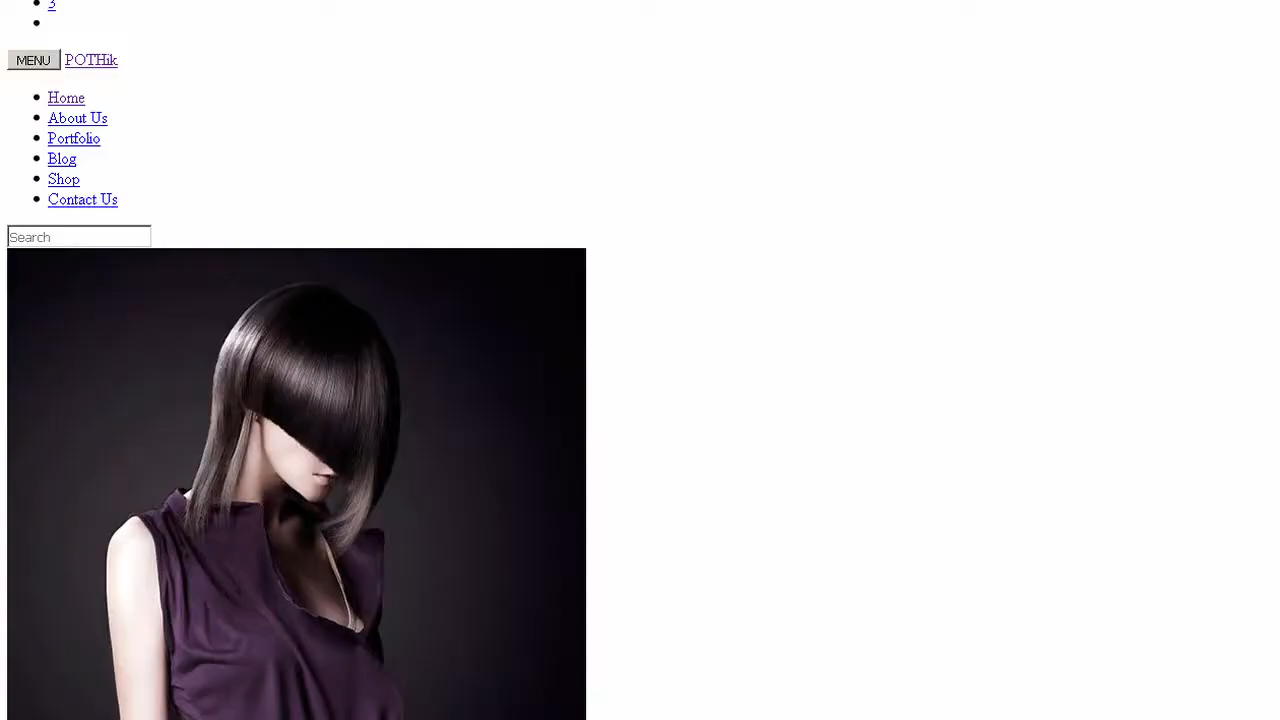 3
MENU POTHik
Home
About Us
Portfolio
Blog
Shop
Contact Us
Search